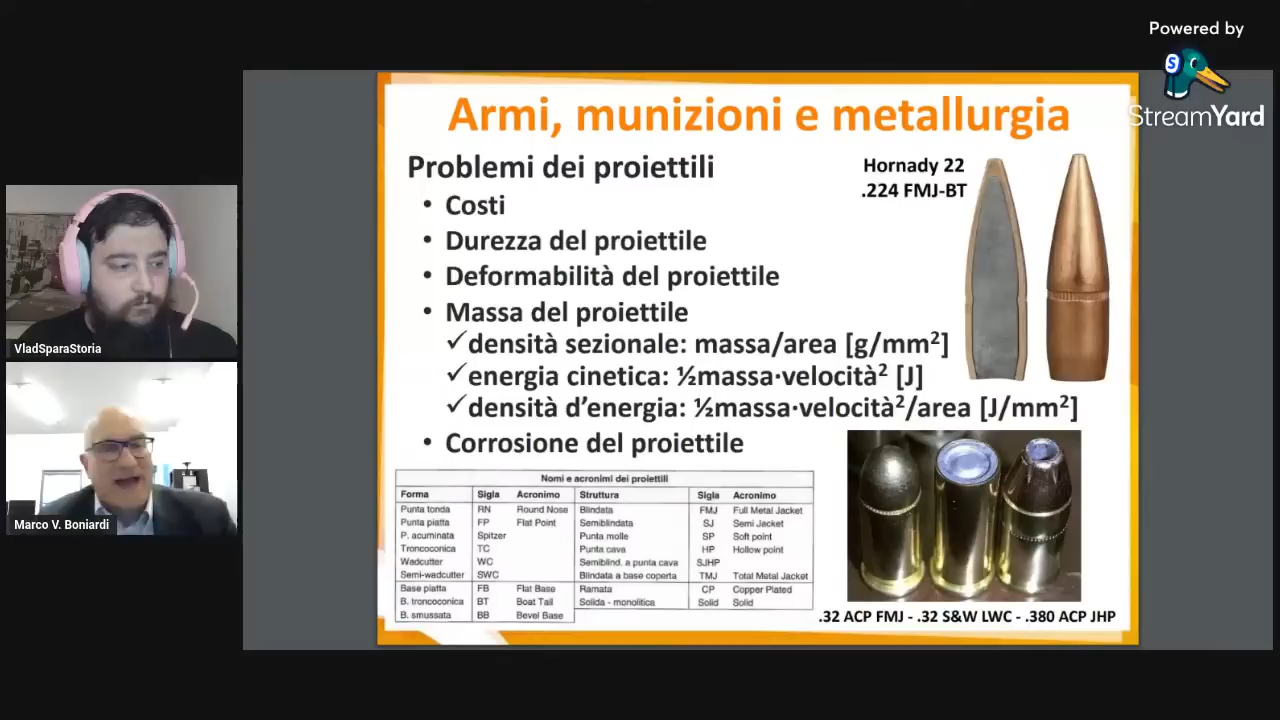 Powered by
StreamYard
Armi, munizioni e metallurgia
Problemi dei proiettili
• Costi
• Durezza del proiettile
• Deformabilità del proiettile
• Massa del proiettile
✓densità sezionale: massa/area [g/mm²]
✓energia cinetica: ½massa·velocità² [J]
✓densità d'energia: ½massa·velocità²/area [J/mm²]
• Corrosione del proiettile
Hornady 22
.224 FMJ-BT
Nomi e acronimi dei proiettili
Forma Sigla Acronimo Struttura Sigla Acronimo
Punta tonda RN Round Nose Blindata FMJ Full Metal Jacket
Punta piatta FP Flat Point Semiblindata SJ Semi Jacket
P. acuminata Spitzer Punta molle SP Soft point
Troncoconica TC Punta cava HP Hollow point
Wadcutter WC Semiblind. a punta cava SJHP
Semi-wadcutter SWC Blindata a base coperta TMJ Total Metal Jacket
Base piatta FB Flat Base Ramata CP Copper Plated
B. troncoconica BT Boat Tail Solida - monolitica Solid Solid
B. smussata BB Bevel Base
.32 ACP FMJ - .32 S&W LWC - .380 ACP JHP
VladSparaStoria
Marco V. Boniardi